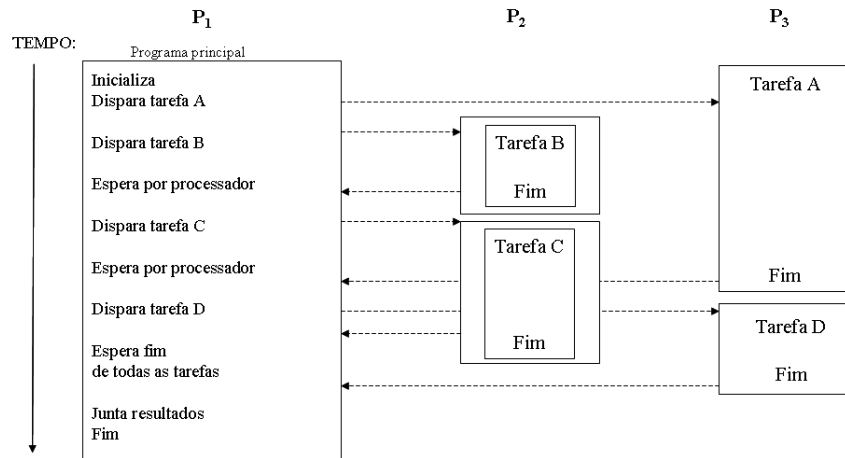 P1 P2 P3
TEMPO:
Programa principal
Inicializa
Dispara tarefa A
Dispara tarefa B
Espera por processador
Dispara tarefa C
Espera por processador
Dispara tarefa D
Espera fim
de todas as tarefas
Junta resultados
Fim
Tarefa B
Fim
Tarefa C
Fim
Tarefa A
Fim
Tarefa D
Fim